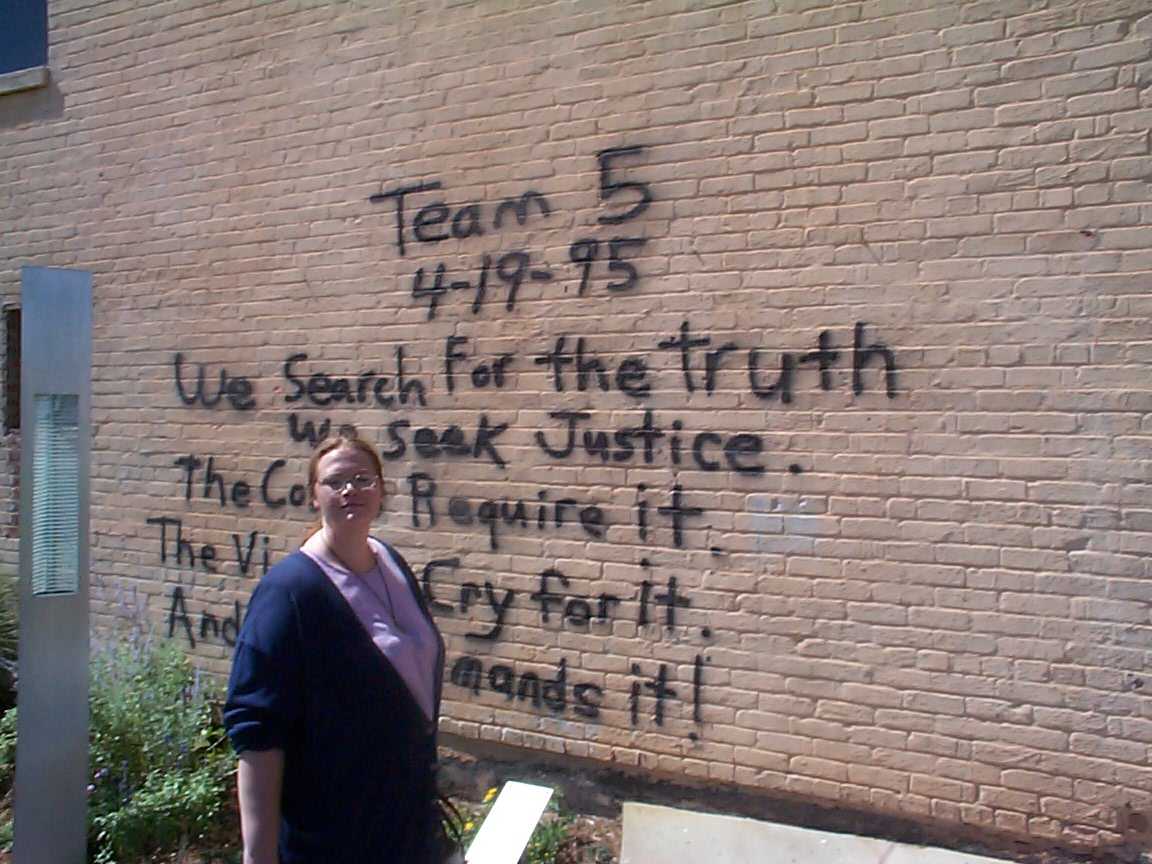 Team 5
4-19-95
We Search For the truth
We Seek Justice.
The Co Require it.
The Vi Cry for it.
And mands it!